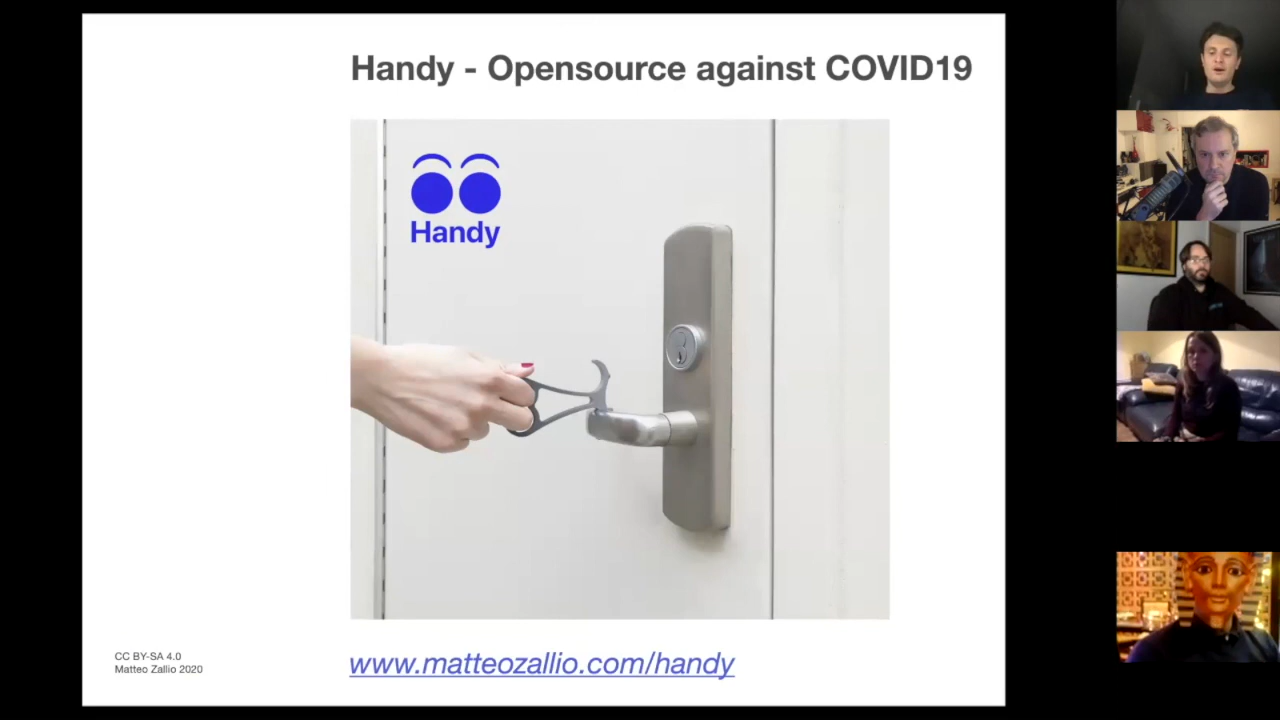 Handy - Opensource against COVID19
Handy
CC BY-SA 4.0
Matteo Zallio 2020
www.matteozallio.com/handy